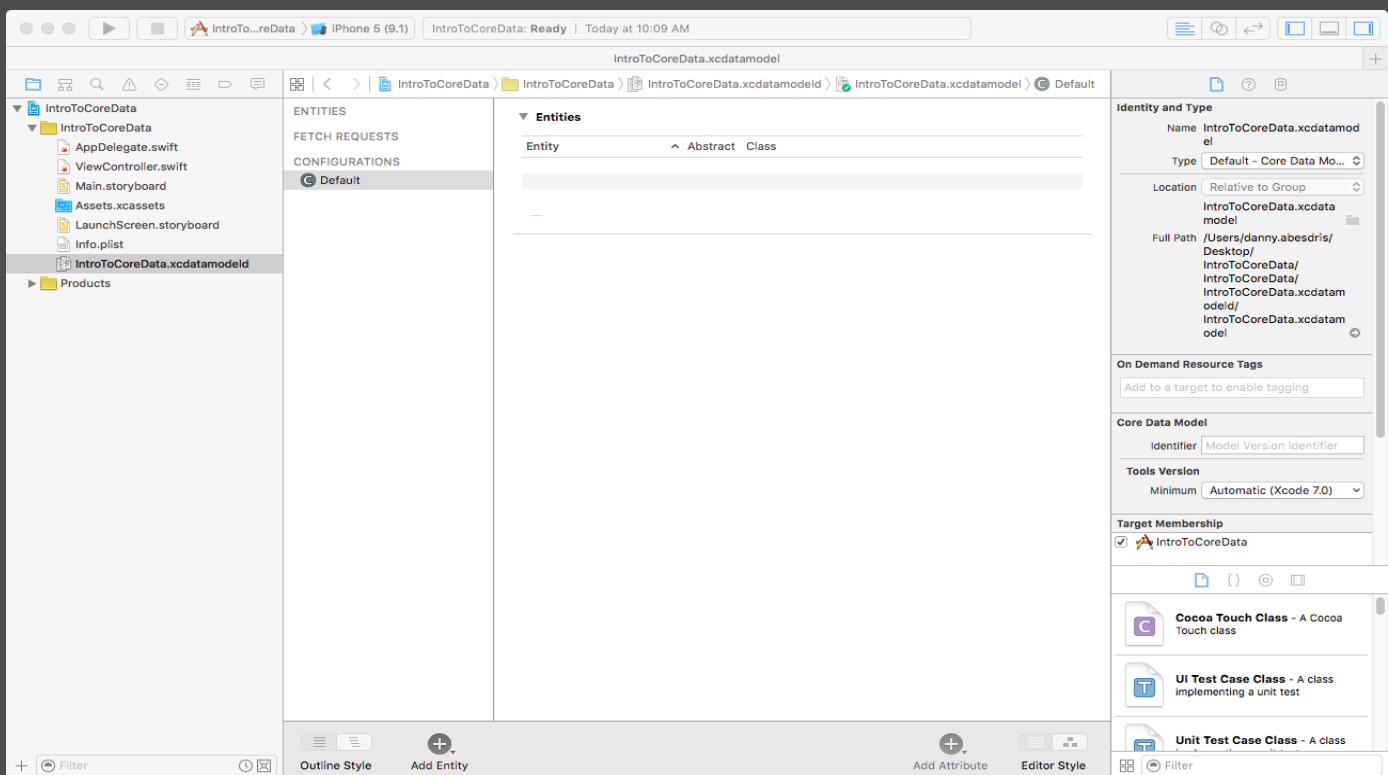 IntroTo...reData
iPhone 5 (9.1)
IntroToCoreData: Ready | Today at 10:09 AM
IntroToCoreData.xcdatamodel
IntroToCoreData
IntroToCoreData
AppDelegate.swift
ViewController.swift
Main.storyboard
Assets.xcassets
LaunchScreen.storyboard
Info.plist
IntroToCoreData.xcdatamodeld
Products
Filter
IntroToCoreData
IntroToCoreData
IntroToCoreData.xcdatamodeld
IntroToCoreData.xcdatamodel
C Default
ENTITIES
FETCH REQUESTS
CONFIGURATIONS
C Default
Entities
Entity Abstract Class
Outline Style
Add Entity
Add Attribute
Editor Style
Identity and Type
Name IntroToCoreData.xcdatamod
el
Type Default - Core Data Mo...
Location Relative to Group
IntroToCoreData.xcdata
model
Full Path /Users/danny.abesdris/
Desktop/
IntroToCoreData/
IntroToCoreData/
IntroToCoreData.xcdatam
odeld/
IntroToCoreData.xcdatam
odel
On Demand Resource Tags
Add to a target to enable tagging
Core Data Model
Identifier Model Version Identifier
Tools Version
Minimum Automatic (Xcode 7.0)
Target Membership
IntroToCoreData
{}
C
Cocoa Touch Class - A Cocoa
Touch class
T
UI Test Case Class - A class
implementing a unit test
T
Unit Test Case Class - A class
Filter